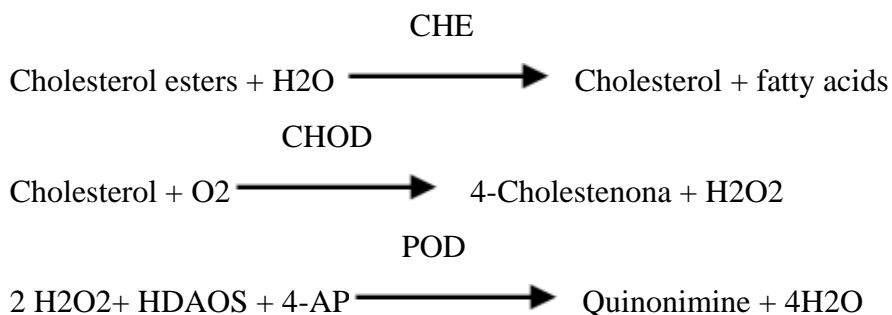 CHE
Cholesterol esters + H2O Cholesterol + fatty acids
CHOD
Cholesterol + O2 4-Cholestenona + H2O2
POD
2 H2O2+ HDAOS + 4-AP Quinonimine + 4H2O